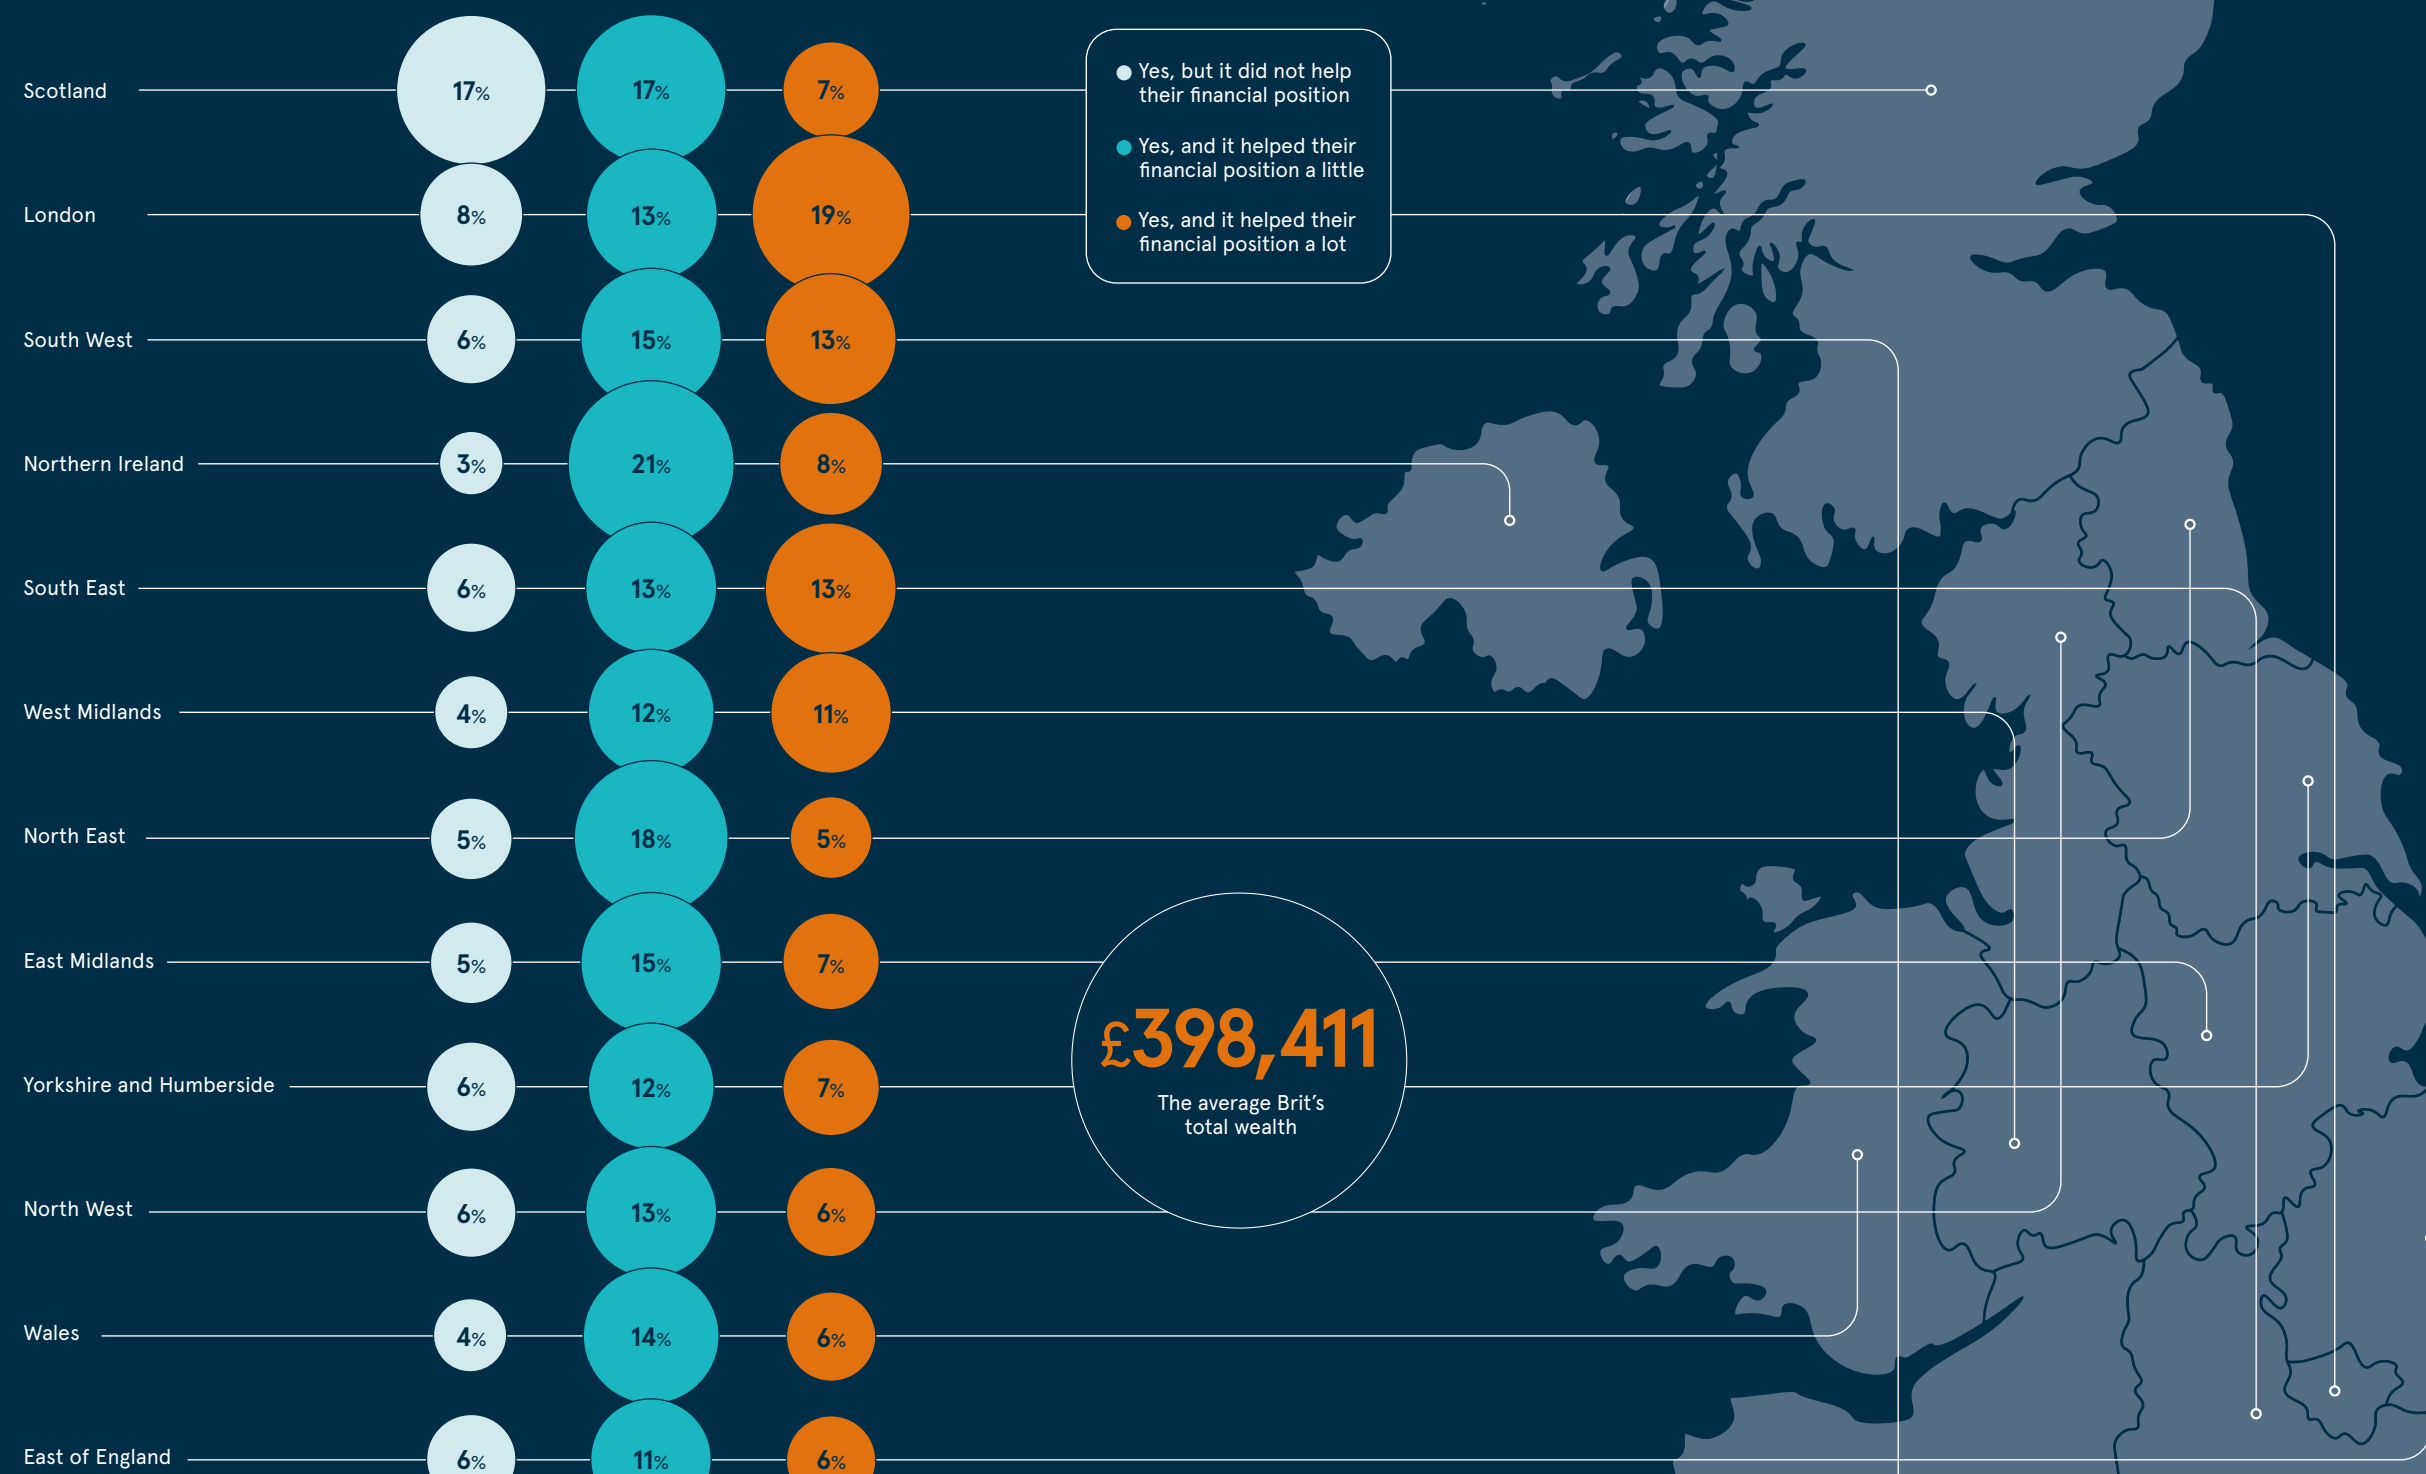 Scotland 17% 17% 7%
Yes, but it did not help
their financial position
Yes, and it helped their
financial position a little
Yes, and it helped their
financial position a lot
London 8% 13% 19%
South West 6% 15% 13%
Northern Ireland 3% 21% 8%
South East 6% 13% 13%
West Midlands 4% 12% 11%
North East 5% 18% 5%
East Midlands 5% 15% 7%
£398,411
The average Brit’s
total wealth
Yorkshire and Humberside 6% 12% 7%
North West 6% 13% 6%
Wales 4% 14% 6%
East of England 6% 11% 6%